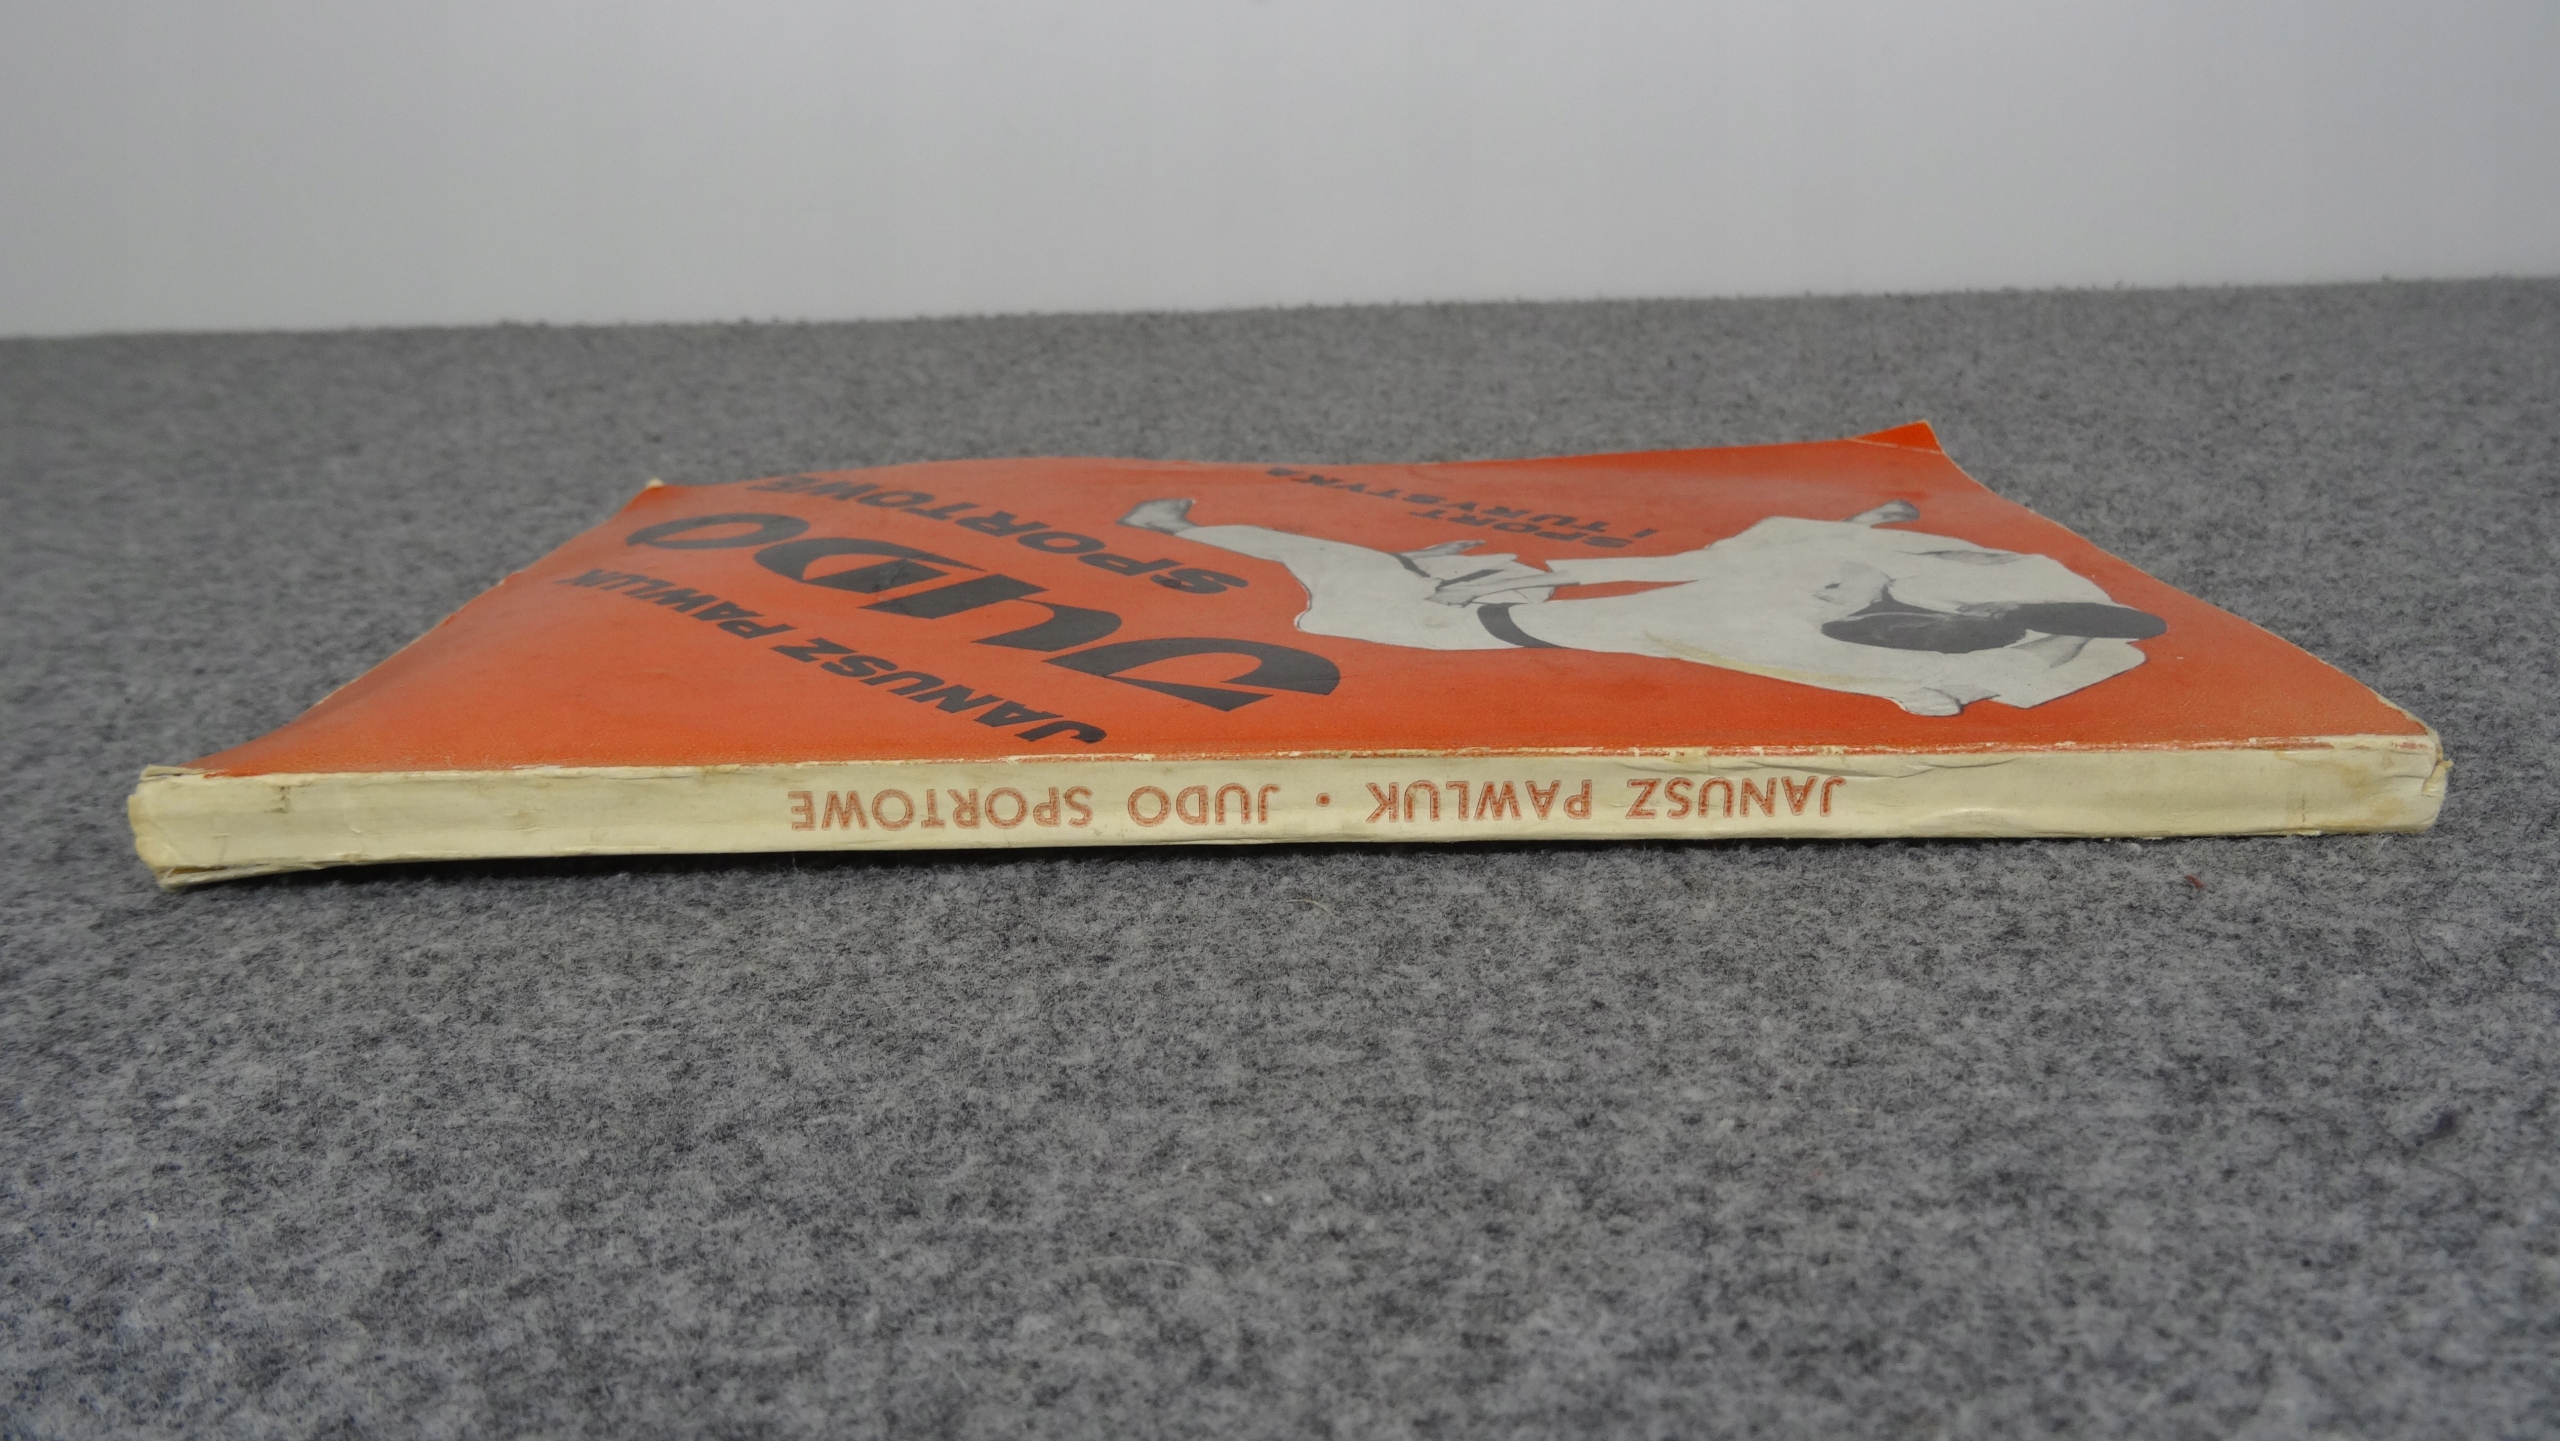 JANUSZ PAWLUK
JUDO
SPORTOWE
SPORT
I TURYSTYKA
JANUSZ PAWLUK • JUDO SPORTOWE